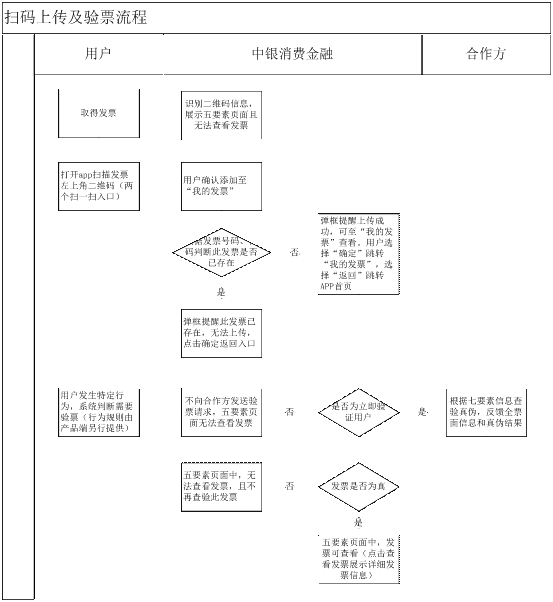 扫码上传及验票流程
用户
中银消费金融
合作方
取得发票
识别二维码信息，
展示五要素页面且
无法查看发票
打开app扫描发票
左上角二维码（两
个扫一扫入口）
用户确认添加至
“我的发票”
据发票号码、
码判断此发票是否
已存在
否
弹框提醒上传成
功，可至“我的发
票”查看。用户选
择“确定”跳转
“我的发票”，选
择“返回”跳转
APP首页
是
弹框提醒此发票已
存在，无法上传，
点击确定返回入口
用户发生特定行
为，系统判断需要
验票（行为规则由
产品端另行提供）
不向合作方发送验
票请求，五要素页
面无法查看发票
否
是否为立即验
证用户
是
根据七要素信息查
验真伪，反馈全票
面信息和真伪结果
五要素页面中，无
法查看发票，且不
再查验此发票
否
发票是否为真
是
五要素页面中，发
票可查看（点击查
看发票展示详细发
票信息）